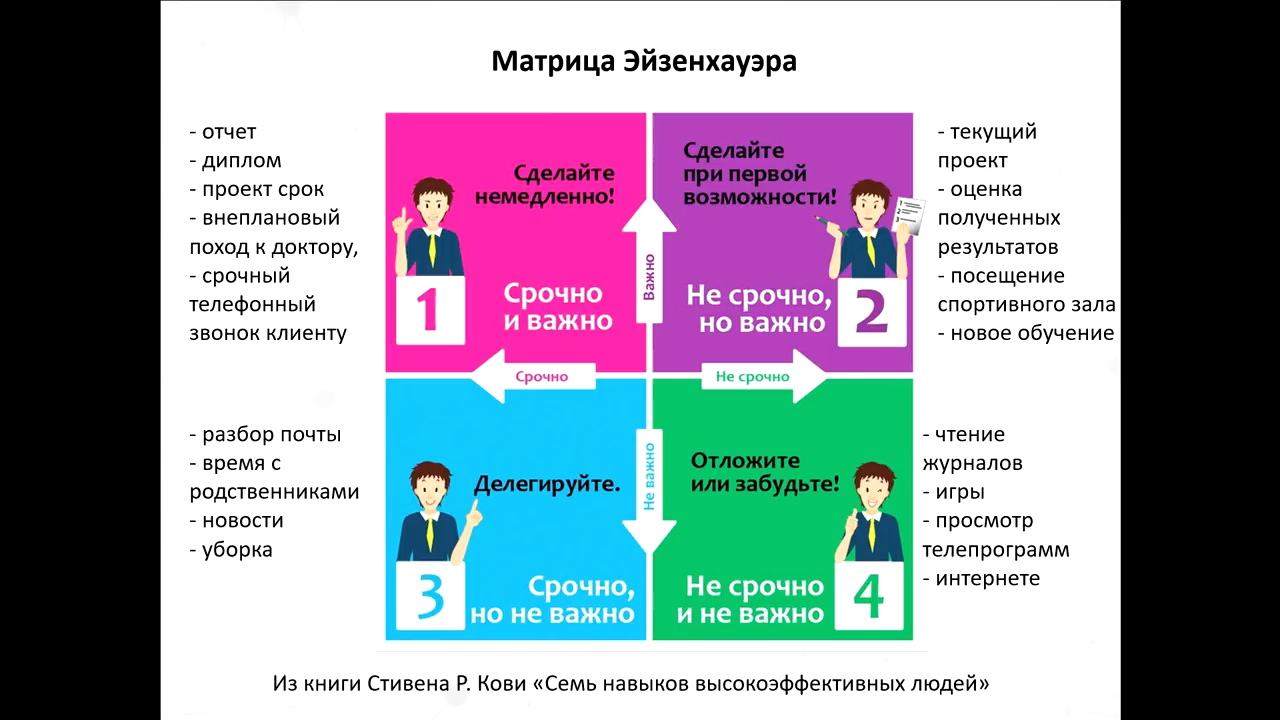 Матрица Эйзенхауэра
- отчет
- диплом
- проект срок
- внеплановый
поход к доктору,
- срочный
телефонный
звонок клиенту
Сделайте
немедленно!
Срочно
и важно
1
Сделайте
при первой
возможности!
Не срочно,
но важно
2
- текущий
проект
- оценка
полученных
результатов
- посещение
спортивного зала
- новое обучение
Важно
Срочно
Не срочно
Не важно
- разбор почты
- время с
родственниками
- новости
- уборка
Делегируйте.
3
Срочно,
но не важно
Отложите
или забудьте!
Не срочно
и не важно
4
- чтение
журналов
- игры
- просмотр
телепрограмм
- интернете
Из книги Стивена Р. Кови «Семь навыков высокоэффективных людей»